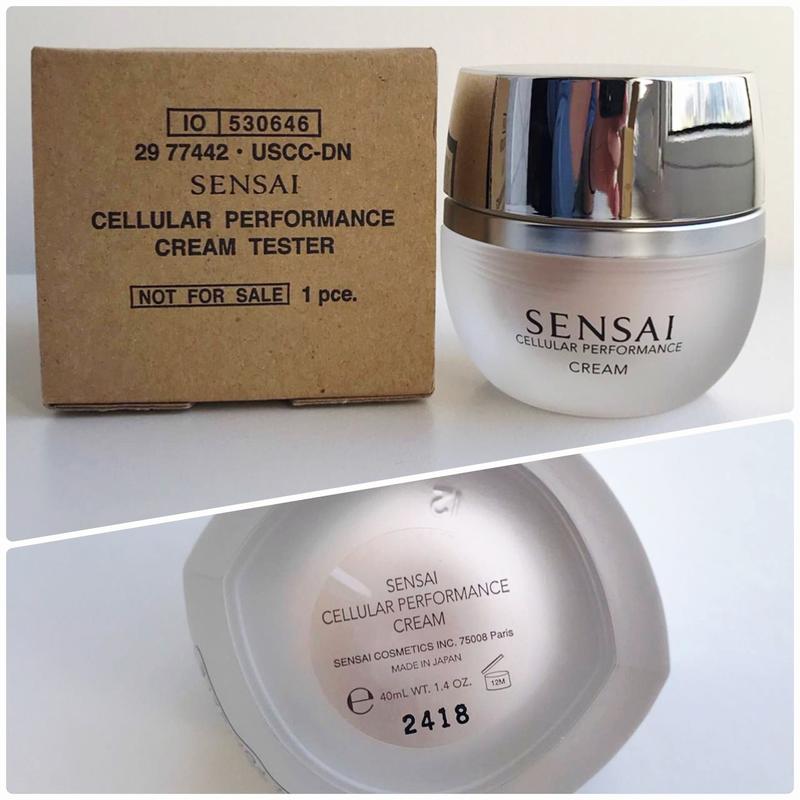 IO 530646
29 77442 · USCC-DN
SENSAI
CELLULAR PERFORMANCE
CREAM TESTER
NOT FOR SALE 1 pce.
SENSAI
CELLULAR PERFORMANCE
CREAM
SENSAI
CELLULAR PERFORMANCE
CREAM
SENSAI COSMETICS INC. 75008 Paris
MADE IN JAPAN
e 40mL WT. 1.4 OZ. 12M
2418